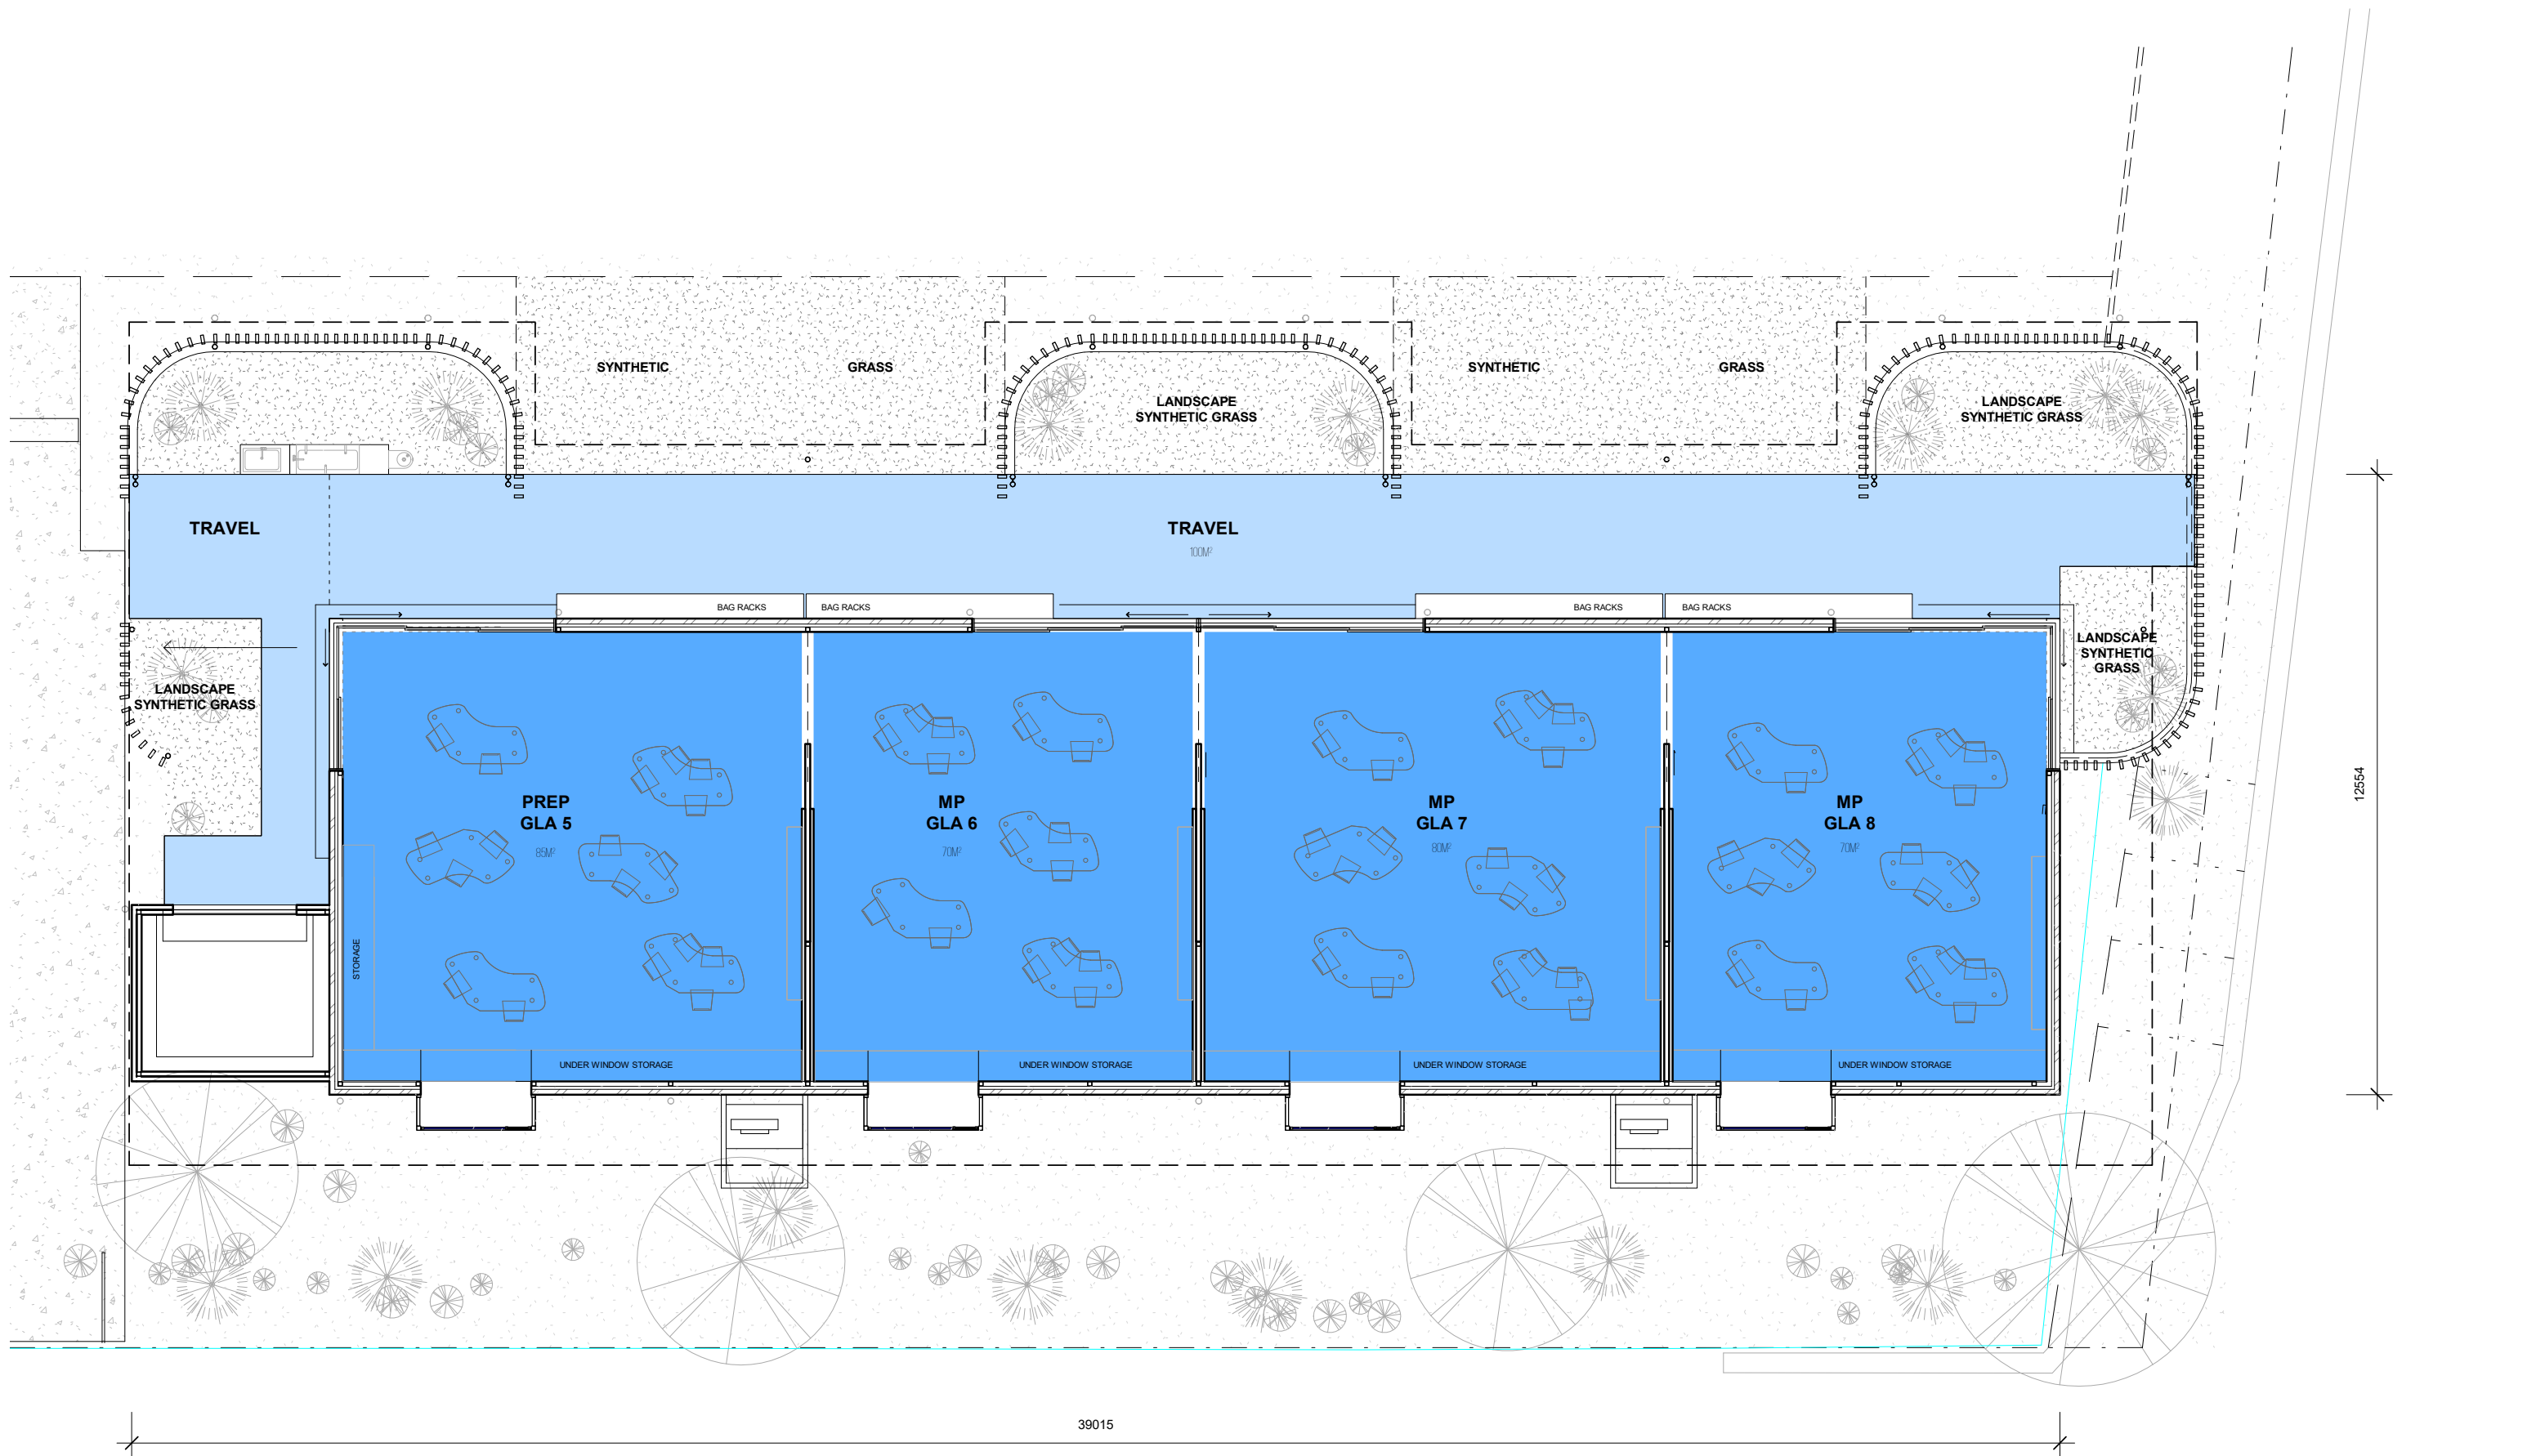 SYNTHETIC GRASS
SYNTHETIC GRASS
LANDSCAPE
SYNTHETIC GRASS
LANDSCAPE
SYNTHETIC GRASS
TRAVEL
TRAVEL
100M²
BAG RACKS
BAG RACKS
BAG RACKS
BAG RACKS
LANDSCAPE
SYNTHETIC
GRASS
LANDSCAPE
SYNTHETIC GRASS
12554
PREP
GLA 5
85M²
MP
GLA 6
70M²
MP
GLA 7
80M²
MP
GLA 8
70M²
STORAGE
UNDER WINDOW STORAGE
UNDER WINDOW STORAGE
UNDER WINDOW STORAGE
UNDER WINDOW STORAGE
39015